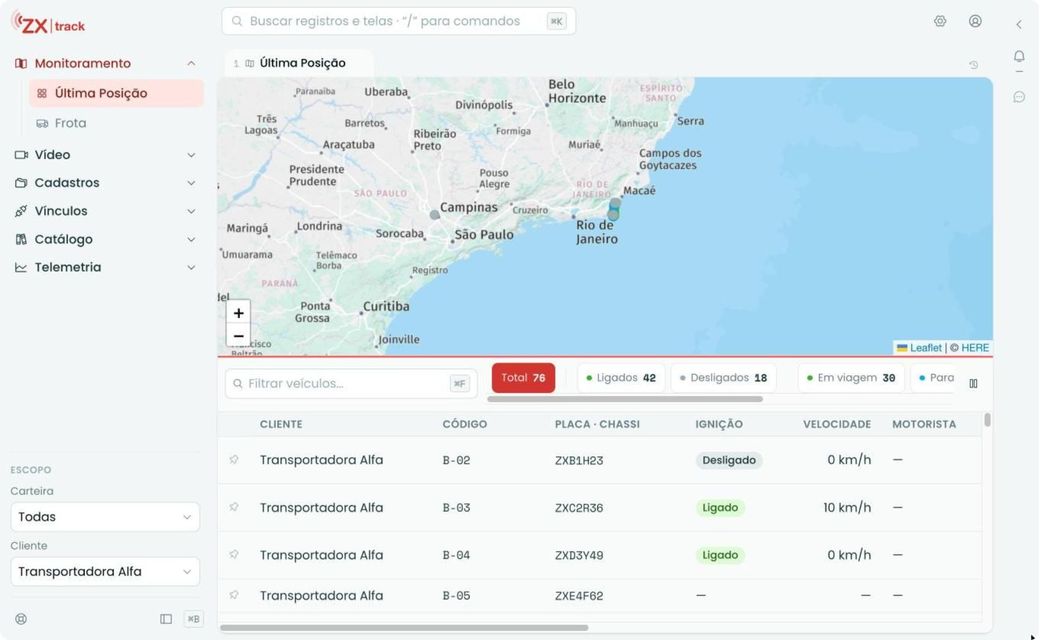 ZX track
Buscar registros e telas · "/" para comandos
⌘K
Monitoramento
Última Posição
Frota
Vídeo
Cadastros
Vínculos
Catálogo
Telemetria
ESCOPO
Carteira
Todas
Cliente
Transportadora Alfa
⌘B
1. Última Posição
Paranaíba
Uberaba
Belo
Horizonte
ESPÍRITO
SANTO
Divinópolis
Três
Lagoas
Barretos
Formiga
Manhuaçu
Serra
Ribeirão
Preto
Araçatuba
Muriaé
Campos dos
Goytacazes
Presidente
Prudente
Pouso
Alegre
SÃO PAULO
RIO DE
JANEIRO
Macaé
Campinas
Cruzeiro
Maringá
Londrina
Sorocaba
São Paulo
Rio de
Janeiro
Umuarama
Telêmaco
Borba
Registro
PARANÁ
Ponta
Grossa
Curitiba
Joinville
+
−
Leaflet | © HERE
Filtrar veículos...
⌘F
Total 76
Ligados 42
Desligados 18
Em viagem 30
Para
CLIENTE CÓDIGO PLACA · CHASSI IGNIÇÃO VELOCIDADE MOTORISTA
Transportadora Alfa B-02 ZXB1H23 Desligado 0 km/h —
Transportadora Alfa B-03 ZXC2R36 Ligado 10 km/h —
Transportadora Alfa B-04 ZXD3Y49 Ligado 0 km/h —
Transportadora Alfa B-05 ZXE4F62 — — —